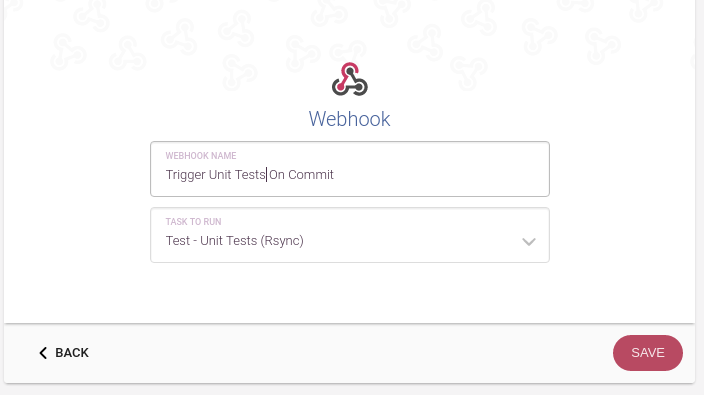 Webhook
WEBHOOK NAME
Trigger Unit Tests On Commit
TASK TO RUN
Test - Unit Tests (Rsync)
BACK
SAVE